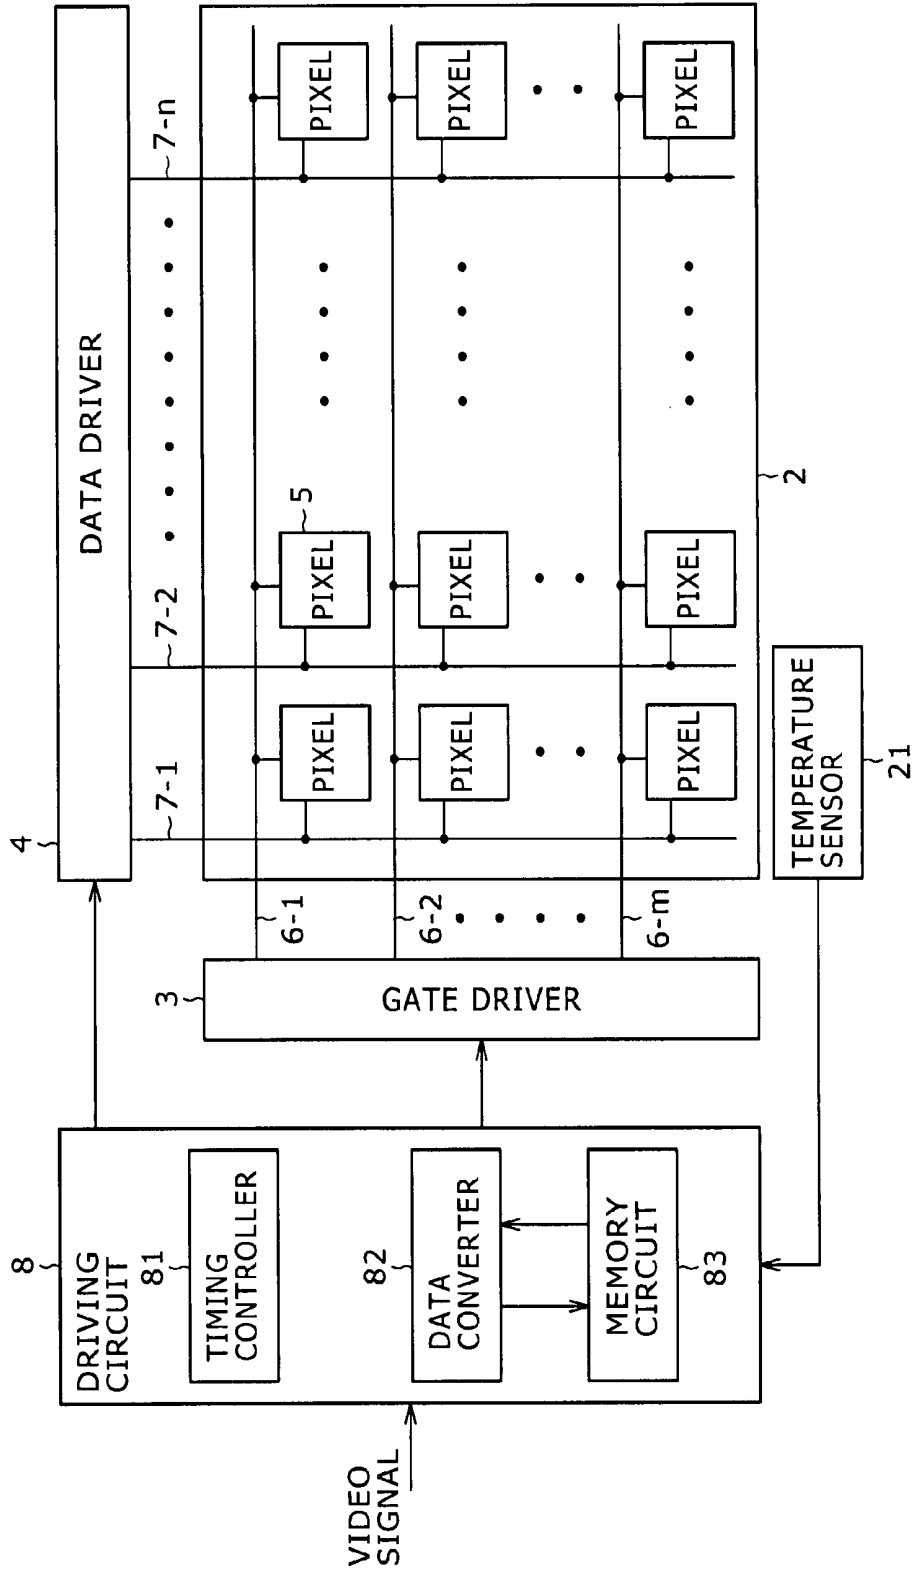 4
DATA DRIVER
7-1
7-2
7-n
8
DRIVING
CIRCUIT
81
TIMING
CONTROLLER
VIDEO
SIGNAL
82
DATA
CONVERTER
MEMORY
CIRCUIT
83
3
GATE DRIVER
6-1
6-2
6-m
PIXEL
PIXEL
5
PIXEL
PIXEL
PIXEL
PIXEL
PIXEL
PIXEL
PIXEL
2
TEMPERATURE
SENSOR
21